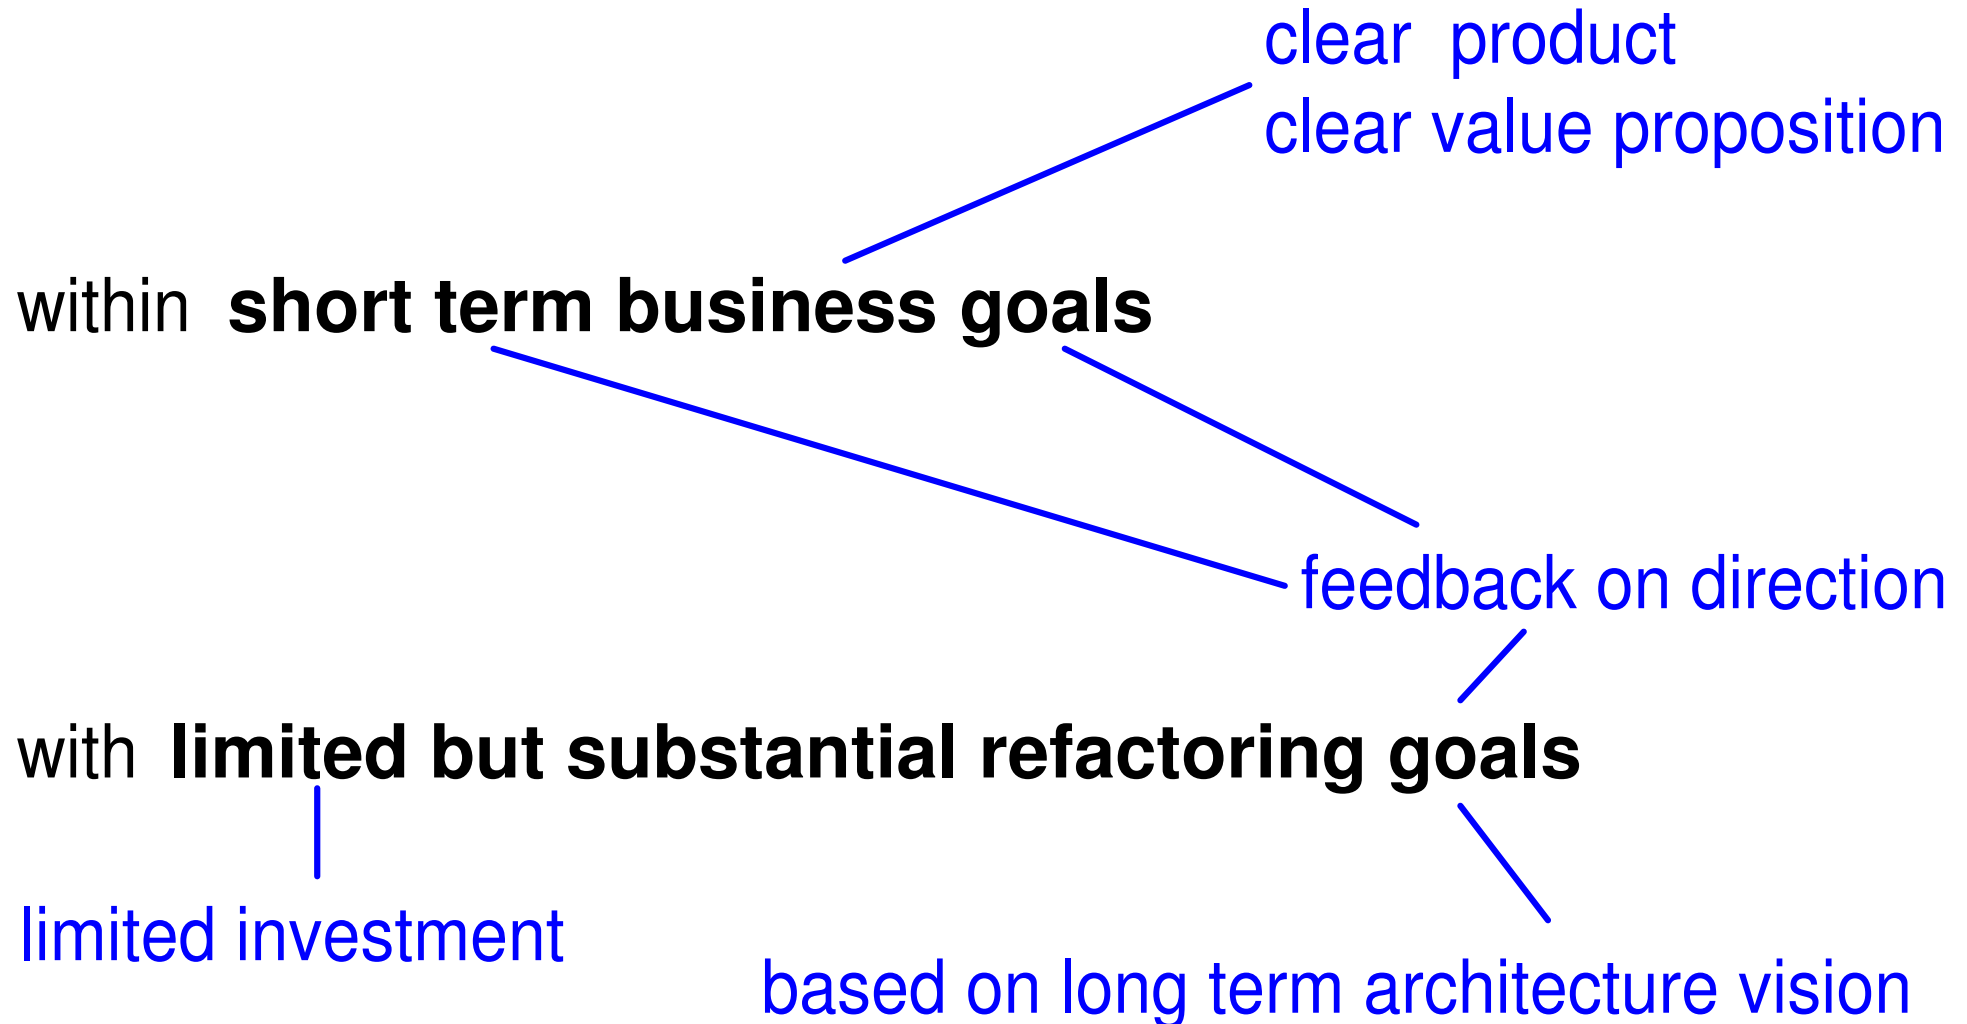 clear product
clear value proposition
within short term business goals
feedback on direction
with limited but substantial refactoring goals
limited investment
based on long term architecture vision